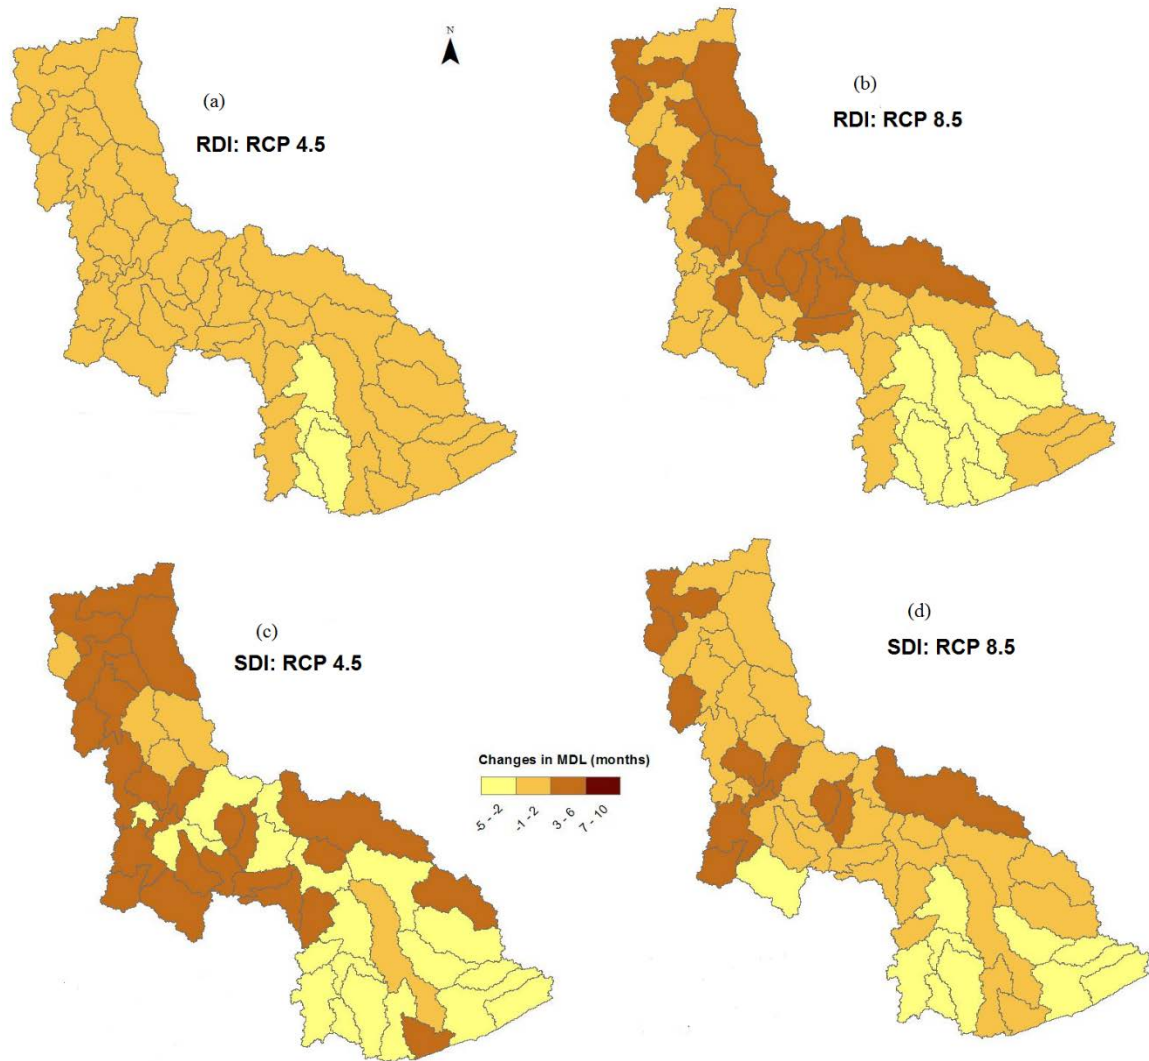 N
(a)
RDI: RCP 4.5
(b)
RDI: RCP 8.5
(c)
SDI: RCP 4.5
(d)
SDI: RCP 8.5
Changes in MDL (months)
-5 - -2
-1 - 2
3 - 6
7 - 10